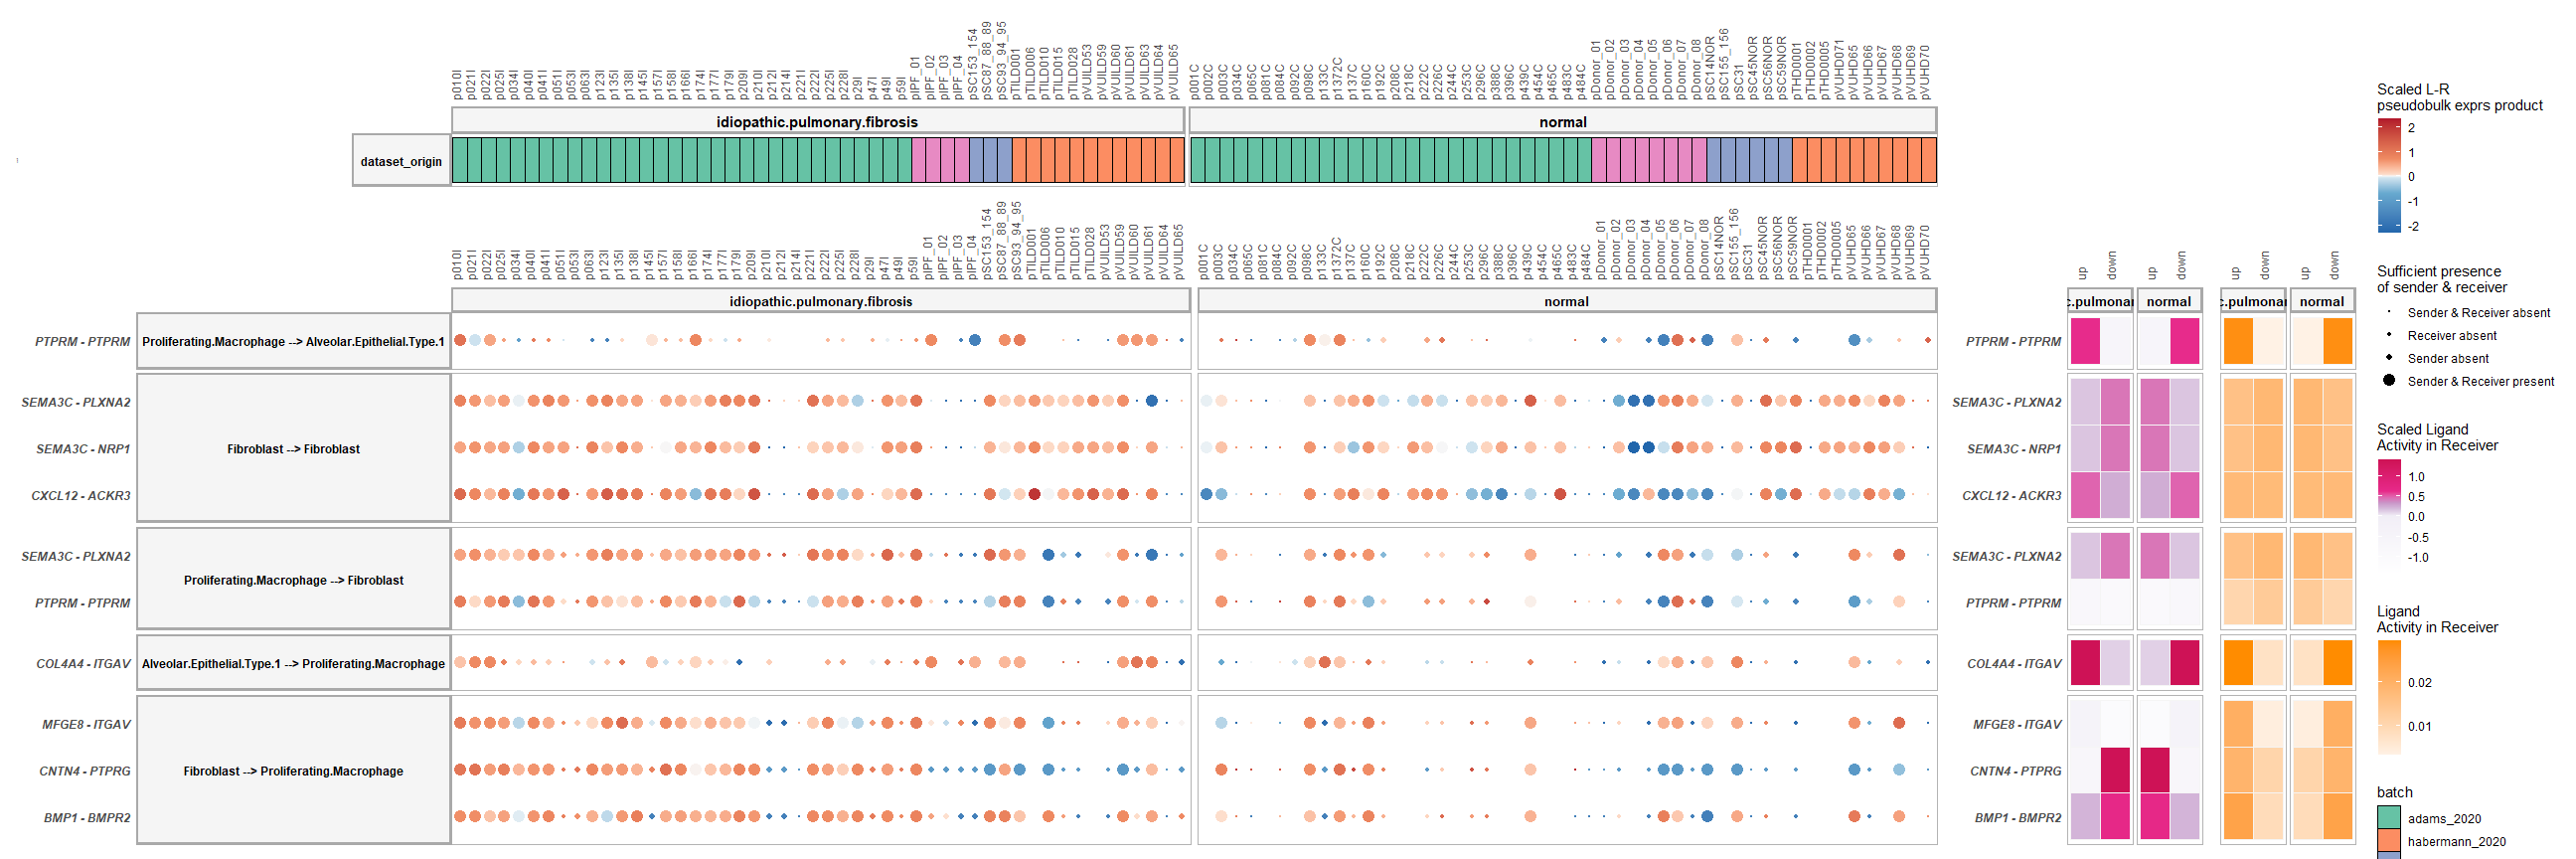 p010I p021I p022I p025I p034I p040I p041I p051I p053I p063I p123I p135I p138I p145I p157I p158I p166I p174I p177I p179I p209I p210I p212I p214I p221I p222I p225I p228I p29I p47I p49I p59I pIPF_01 pIPF_02 pIPF_03 pIPF_04 pSC153_154 pSC87_88_89 pSC93_94_95 pTILD001 pTILD006 pTILD010 pTILD015 pTILD028 pVUILD53 pVUILD59 pVUILD60 pVUILD61 pVUILD63 pVUILD64 pVUILD65
p001C p002C p003C p034C p065C p081C p084C p092C p098C p133C p1372C p137C p160C p192C p208C p218C p222C p226C p244C p253C p296C p388C p396C p439C p454C p465C p483C p484C pDonor_01 pDonor_02 pDonor_03 pDonor_04 pDonor_05 pDonor_06 pDonor_07 pDonor_08 pSC14NOR pSC155_156 pSC31 pSC45NOR pSC56NOR pSC59NOR pTHD0001 pTHD0002 pTHD0005 pVUHD071 pVUHD65 pVUHD66 pVUHD67 pVUHD68 pVUHD69 pVUHD70
idiopathic.pulmonary.fibrosis normal
dataset_origin
p010I p021I p022I p025I p034I p040I p041I p051I p053I p063I p123I p135I p138I p145I p157I p158I p166I p174I p177I p179I p209I p210I p212I p214I p221I p222I p225I p228I p29I p47I p49I p59I pIPF_01 pIPF_02 pIPF_03 pIPF_04 pSC153_154 pSC87_88_89 pSC93_94_95 pTILD001 pTILD006 pTILD010 pTILD015 pTILD028 pVUILD53 pVUILD59 pVUILD60 pVUILD61 pVUILD64 pVUILD65
p001C p003C p034C p065C p081C p084C p092C p098C p133C p1372C p137C p160C p192C p208C p218C p222C p226C p244C p253C p296C p388C p396C p439C p454C p465C p483C p484C pDonor_01 pDonor_02 pDonor_03 pDonor_04 pDonor_05 pDonor_06 pDonor_07 pDonor_08 pSC14NOR pSC155_156 pSC31 pSC45NOR pSC56NOR pSC59NOR pTHD0001 pTHD0002 pTHD0005 pVUHD65 pVUHD66 pVUHD67 pVUHD68 pVUHD69 pVUHD70
up down up down up down up down
idiopathic.pulmonary.fibrosis normal c.pulmonar normal c.pulmonar normal
PTPRM - PTPRM Proliferating.Macrophage --> Alveolar.Epithelial.Type.1 PTPRM - PTPRM
SEMA3C - PLXNA2 SEMA3C - PLXNA2
SEMA3C - NRP1 Fibroblast --> Fibroblast SEMA3C - NRP1
CXCL12 - ACKR3 CXCL12 - ACKR3
SEMA3C - PLXNA2 SEMA3C - PLXNA2
Proliferating.Macrophage --> Fibroblast
PTPRM - PTPRM PTPRM - PTPRM
COL4A4 - ITGAV Alveolar.Epithelial.Type.1 --> Proliferating.Macrophage COL4A4 - ITGAV
MFGE8 - ITGAV MFGE8 - ITGAV
CNTN4 - PTPRG Fibroblast --> Proliferating.Macrophage CNTN4 - PTPRG
BMP1 - BMPR2 BMP1 - BMPR2
Scaled L-R
pseudobulk exprs product
2
1
0
-1
-2
Sufficient presence
of sender & receiver
Sender & Receiver absent
Receiver absent
Sender absent
Sender & Receiver present
Scaled Ligand
Activity in Receiver
1.0
0.5
0.0
-0.5
-1.0
Ligand
Activity in Receiver
0.02
0.01
batch
adams_2020
habermann_2020